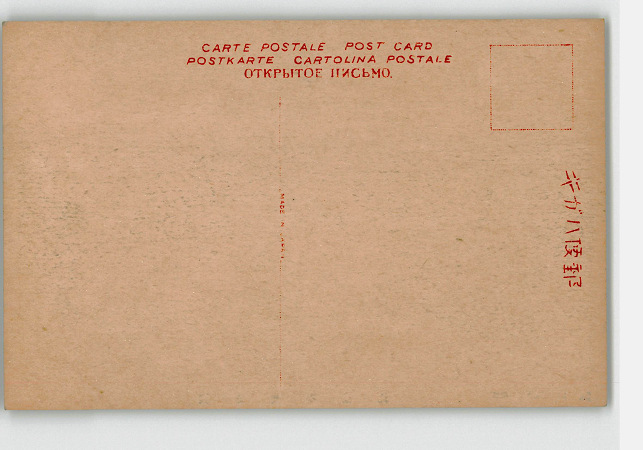 CARTE POSTALE POST CARD
POSTKARTE CARTOLINA POSTALE
ОТКРЫТОЕ ПИСЬМО.
MADE IN JAPAN
キガハ便郵